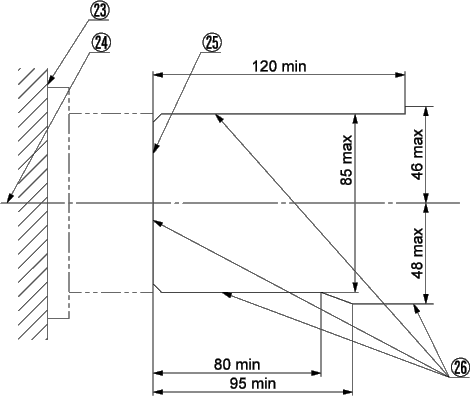 ㉓
㉔
㉕
120 min
85 max
46 max
48 max
80 min
㉖
95 min